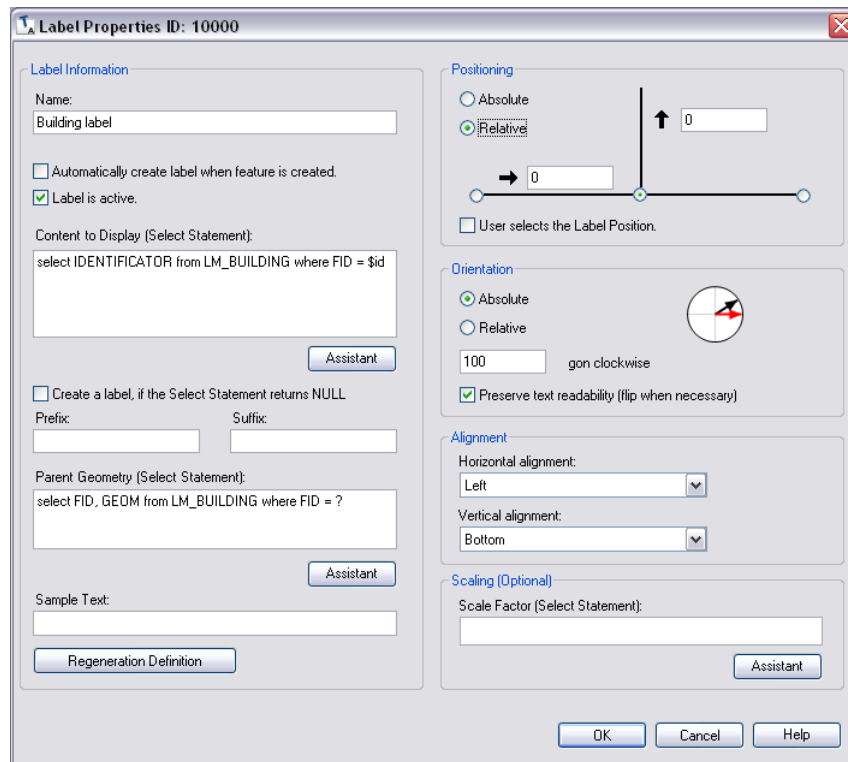 Label Properties ID: 10000
Label Information
Name:
Building label
Automatically create label when feature is created.
Label is active.
Content to Display (Select Statement):
select IDENTIFICATOR from LM_BUILDING where FID = $id
Assistant
Create a label, if the Select Statement returns NULL
Prefix:
Suffix:
Parent Geometry (Select Statement):
select FID, GEOM from LM_BUILDING where FID = ?
Assistant
Sample Text:
Regeneration Definition
Positioning
Absolute
Relative
0
0
User selects the Label Position.
Orientation
Absolute
Relative
100 gon clockwise
Preserve text readability (flip when necessary)
Alignment
Horizontal alignment:
Left
Vertical alignment:
Bottom
Scaling (Optional)
Scale Factor (Select Statement):
Assistant
OK
Cancel
Help